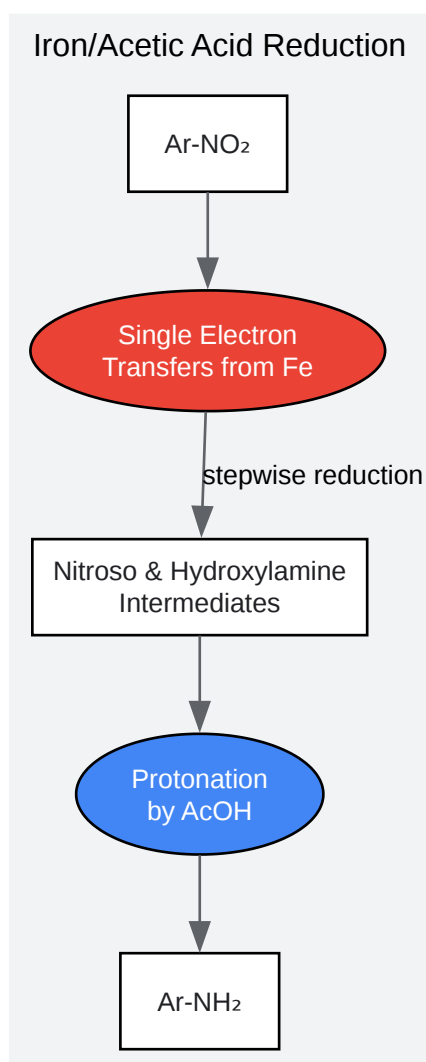 Iron/Acetic Acid Reduction
Ar-NO₂
Single Electron
Transfers from Fe
stepwise reduction
Nitroso & Hydroxylamine
Intermediates
Protonation
by AcOH
Ar-NH₂